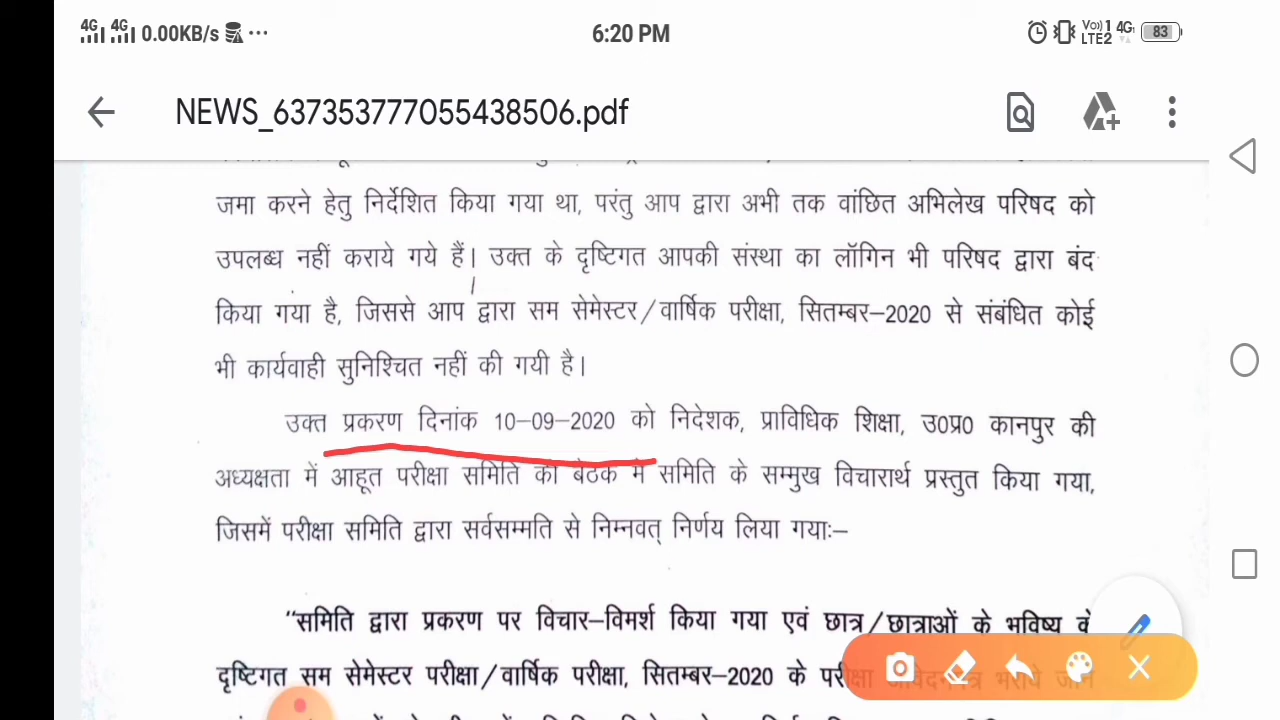 4G 4G 0.00KB/s ... 6:20 PM Vo) 1 LTE2 4G 83
NEWS_637353777055438506.pdf
जमा करने हेतु निर्देशित किया गया था, परंतु आप द्वारा अभी तक वांछित अभिलेख परिषद को
उपलब्ध नहीं कराये गये हैं। उक्त के दृष्टिगत आपकी संस्था का लॉगिन भी परिषद द्वारा बंद
किया गया है, जिससे आप द्वारा सम सेमेस्टर/वार्षिक परीक्षा, सितम्बर–2020 से संबंधित कोई
भी कार्यवाही सुनिश्चित नहीं की गयी है।
उक्त प्रकरण दिनांक 10–09–2020 को निदेशक, प्राविधिक शिक्षा, उ0प्र0 कानपुर की
अध्यक्षता में आहूत परीक्षा समिति की बैठक में समिति के सम्मुख विचारार्थ प्रस्तुत किया गया,
जिसमें परीक्षा समिति द्वारा सर्वसम्मति से निम्नवत् निर्णय लिया गयाः–
"समिति द्वारा प्रकरण पर विचार–विमर्श किया गया एवं छात्र/छात्राओं के भविष्य
दृष्टिगत सम सेमेस्टर परीक्षा/वार्षिक परीक्षा, सितम्बर–2020 के